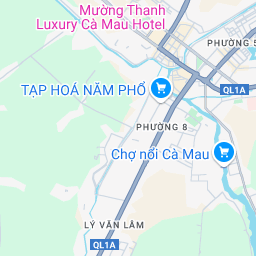 Mường Thanh
Luxury Cà Mau Hotel
PHƯỜNG 5
TẠP HOÁ NĂM PHỔ
QL1A
PHƯỜNG 8
Chợ nổi Cà Mau
LÝ VĂN LÂM
QL1A